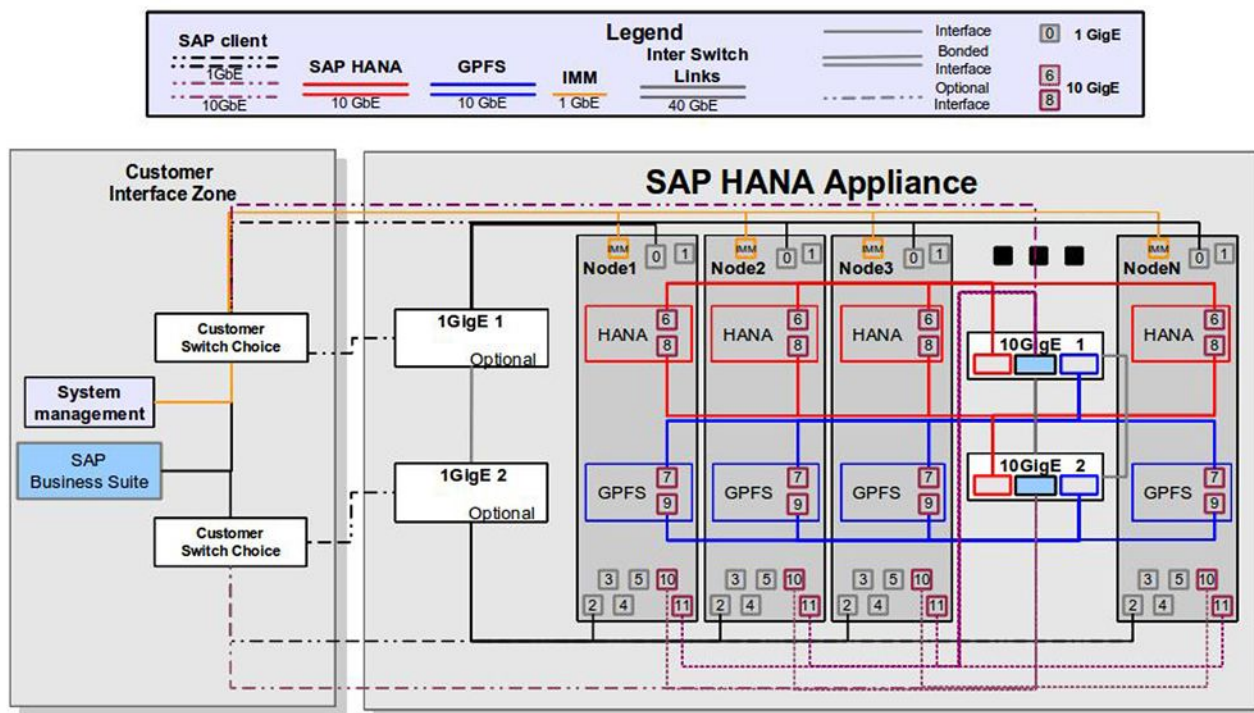 Legend
SAP client
1GbE
10GbE
SAP HANA
10 GbE
GPFS
10 GbE
IMM
1 GbE
Inter Switch
Links
40 GbE
Interface
Bonded
Interface
Optional
Interface
0
1 GigE
6
8
10 GigE
Customer
Interface Zone
Customer
Switch Choice
System
management
SAP
Business Suite
Customer
Switch Choice
SAP HANA Appliance
1GigE 1
Optional
1GigE 2
Optional
IMM
0
1
Node1
HANA
6
8
GPFS
7
9
3
5
10
2
4
11
IMM
0
1
Node2
HANA
6
8
GPFS
7
9
3
5
10
2
4
11
IMM
0
1
Node3
HANA
6
8
GPFS
7
9
3
5
10
2
4
11
10GigE 1
10GigE 2
IMM
0
1
NodeN
HANA
6
8
GPFS
7
9
3
5
10
2
4
11